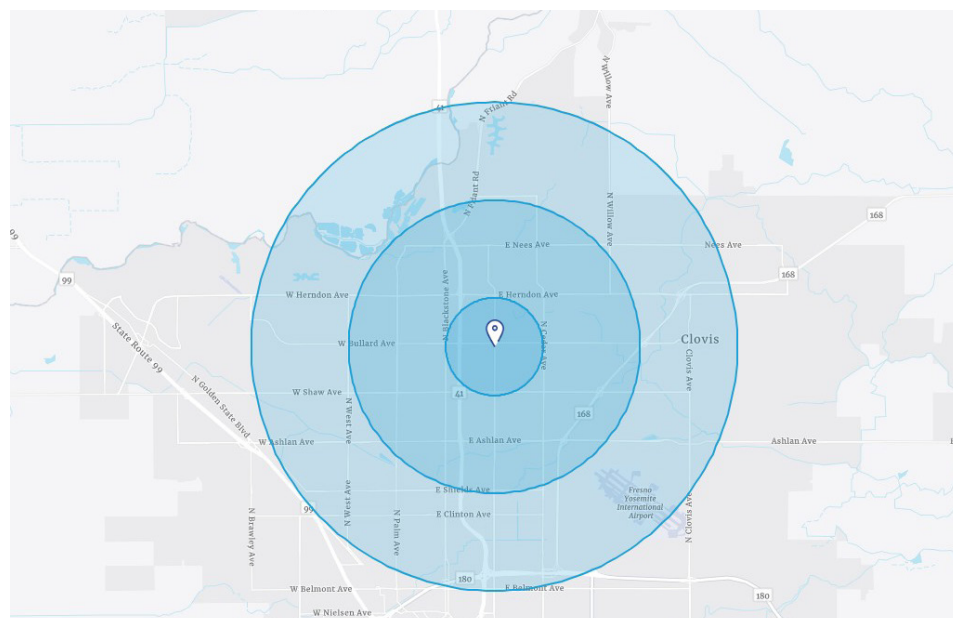 N Willow Ave
41
N Friant Rd
N Friant Rd
N Willow Ave
168
99
E Nees Ave
Nees Ave
99
168
W Herndon Ave
N Blackstone Ave
E Herndon Ave
State Route 99
W Bullard Ave
N Cedar Ave
Clovis
Clovis Ave
N Golden State Blvd
W Shaw Ave
41
168
N West Ave
W Ashlan Ave
E Ashlan Ave
Ashlan Ave
E Shields Ave
Fresno
Yosemite
International
Airport
N West Ave
99
N Brawley Ave
N Palm Ave
E Clinton Ave
N Clovis Ave
180
W Belmont Ave
E Belmont Ave
180
W Nielsen Ave